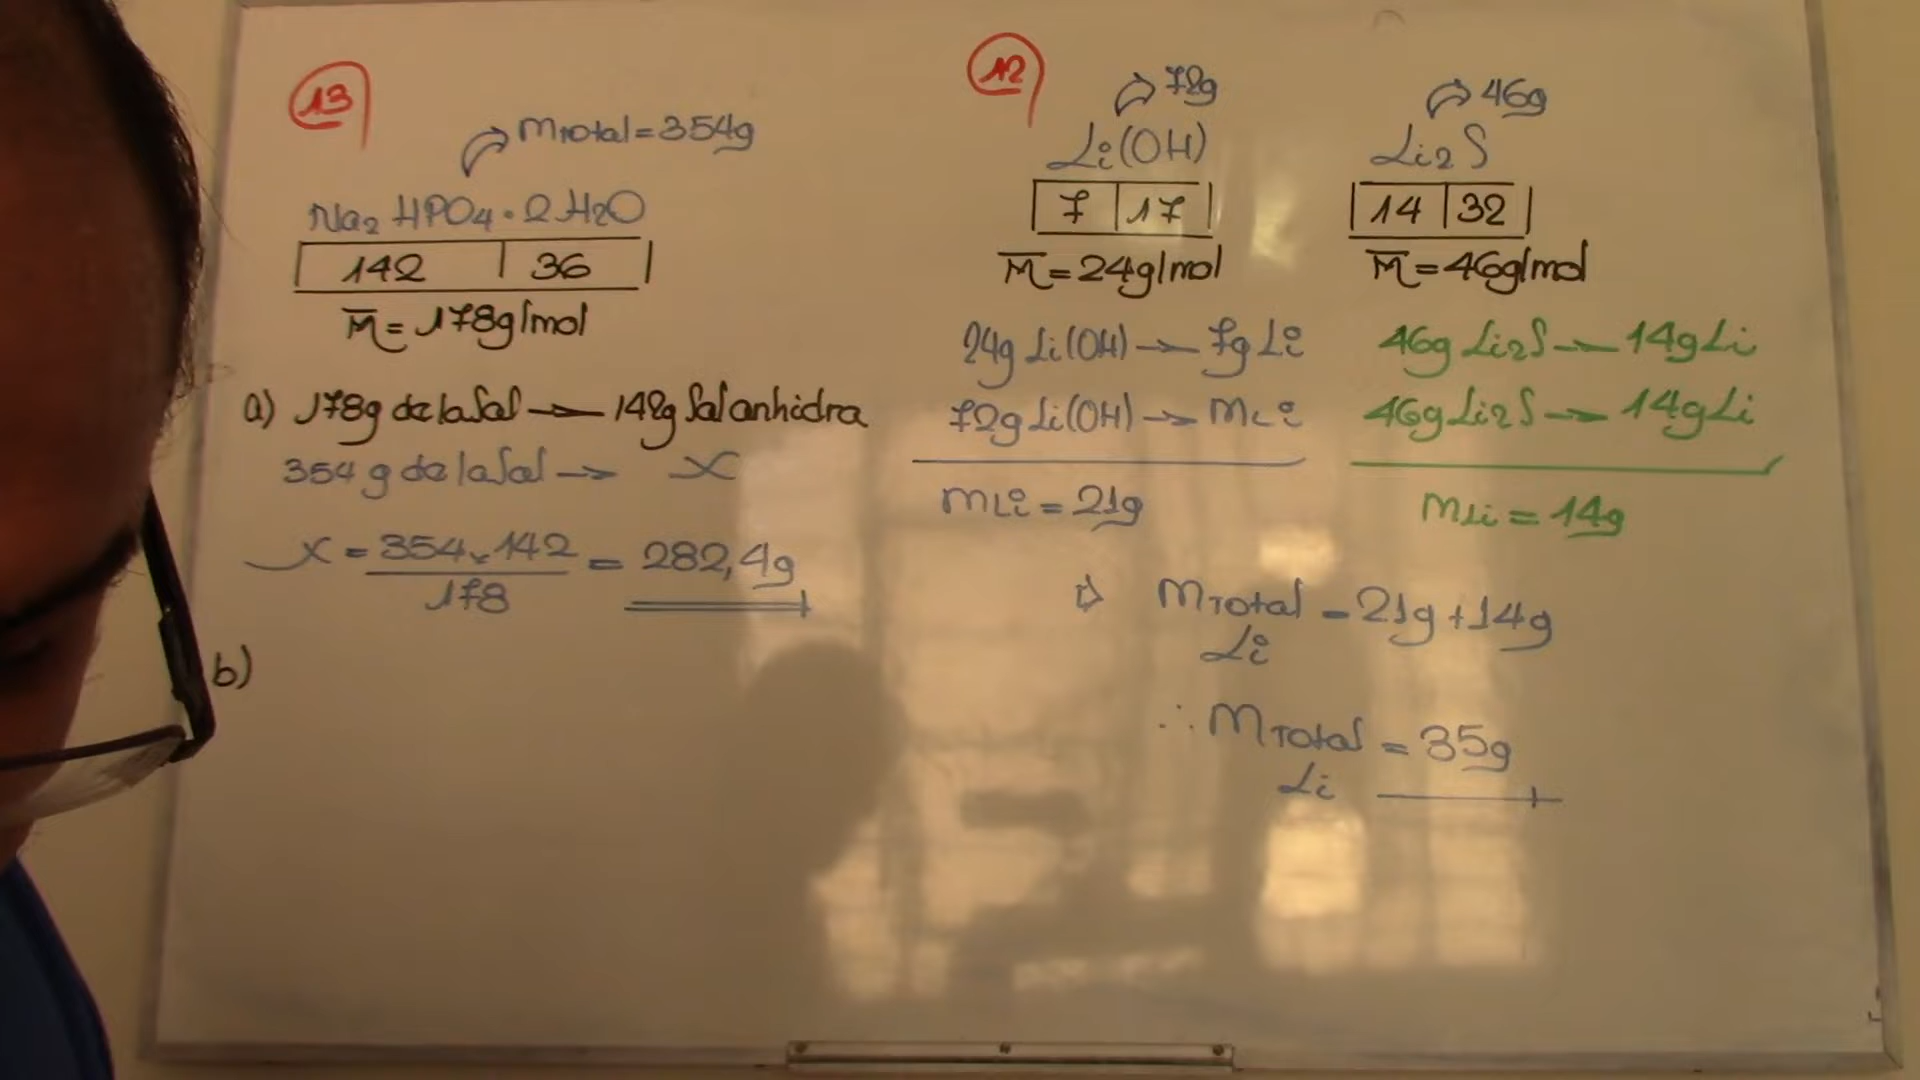 13
mTotal = 354g
Na2 HPO4 · 2H2O
142 | 36
M = 178g/mol
a) 178g de la Sal → 142g Sal anhidra
354 g de la Sal → X
X = 354 x 142 / 178 = 282,4g
b)
12
72g
Li(OH)
7 | 17
M = 24g/mol
24g Li(OH) → 7g Li
72g Li(OH) → mLi
mLi = 21g
46g
Li2S
14 | 32
M = 46g/mol
46g Li2S → 14g Li
46g Li2S → 14g Li
mLi = 14g
⇨ mTotal Li = 21g + 14g
∴ mTotal Li = 35g